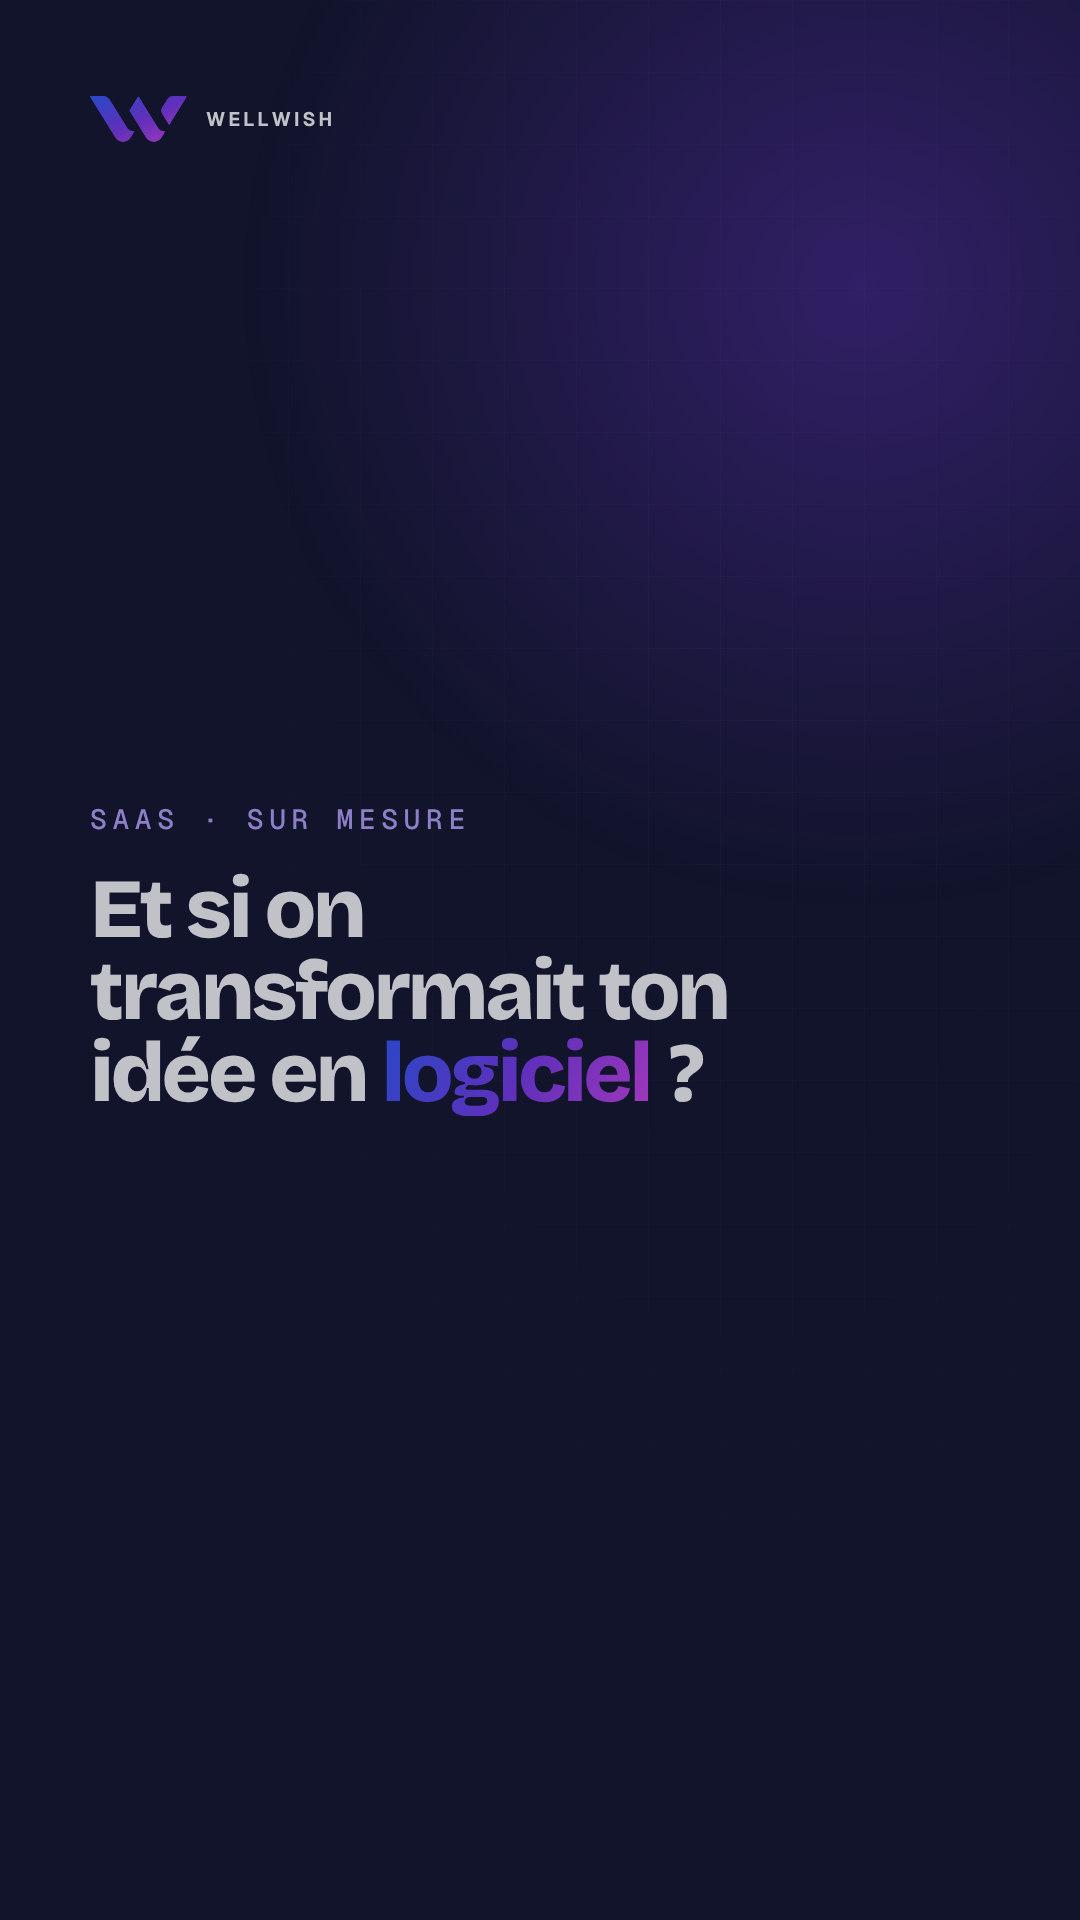 WELLWISH
SAAS · SUR MESURE
Et si on
transformait ton
idée en logiciel ?